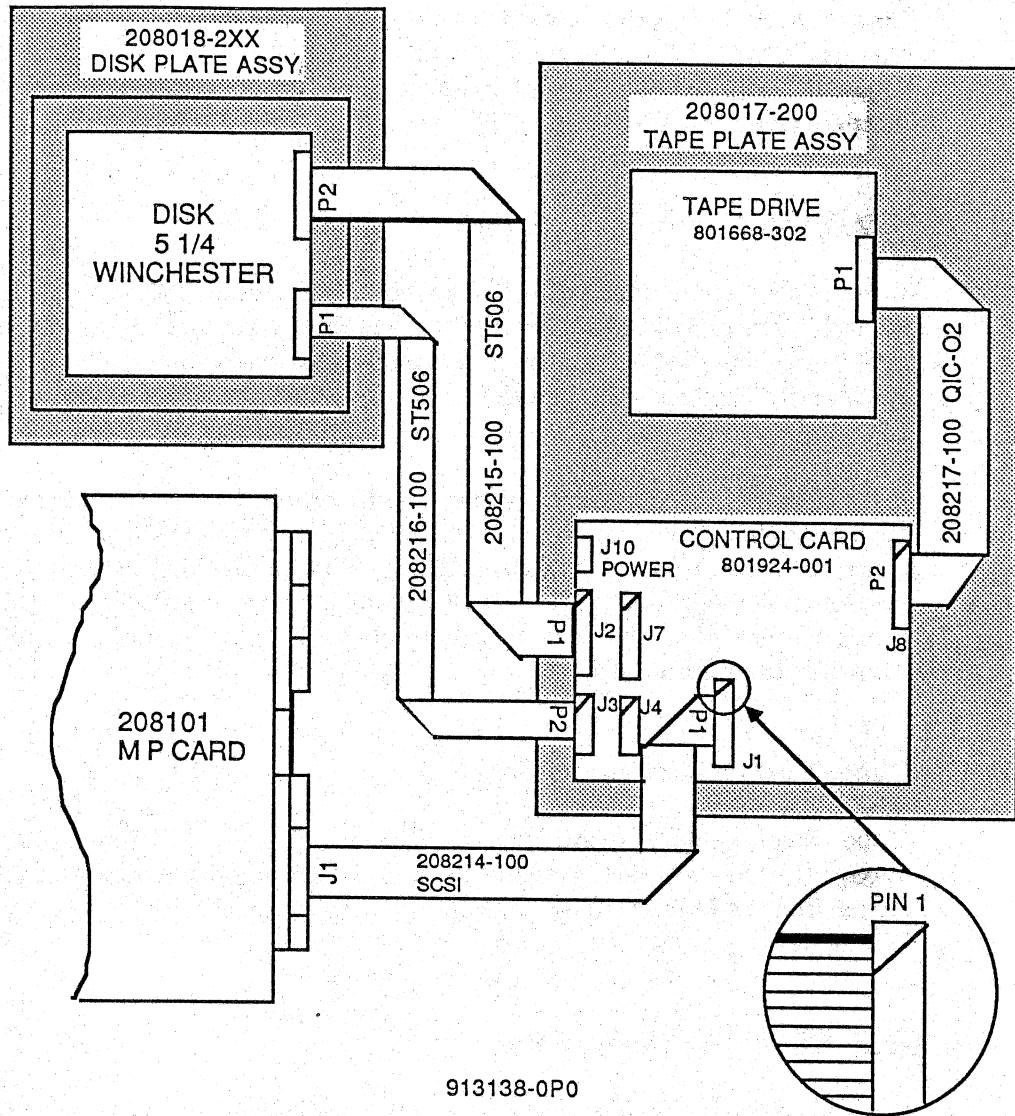 208018-2XX
DISK PLATE ASSY
208017-200
TAPE PLATE ASSY
DISK
5 1/4
WINCHESTER
P2
P1
TAPE DRIVE
801668-302
P1
208216-100 ST506
208215-100 ST506
208217-100 QIC-O2
J10
POWER
CONTROL CARD
801924-001
P2
J8
P1
J2
J7
P2
J3
J4
P1
J1
208101
M P CARD
J1
208214-100
SCSI
PIN 1
913138-0P0